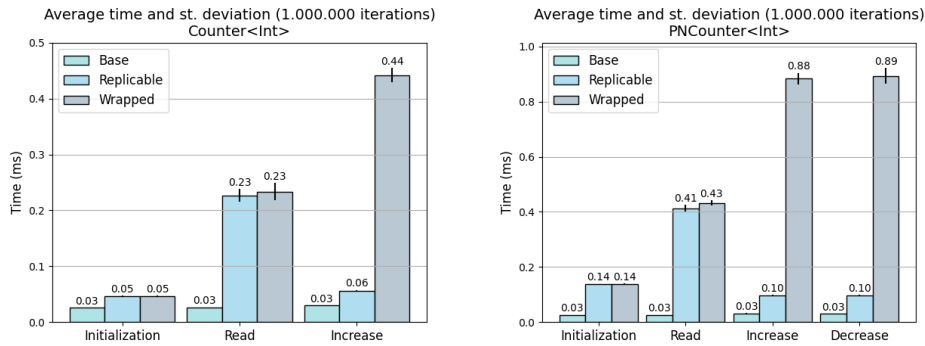 Average time and st. deviation (1.000.000 iterations)
Counter<Int>
0.5
0.4
0.3
0.2
0.1
0.0
Time (ms)
Base
Replicable
Wrapped
0.03
0.05
0.05
0.03
0.23
0.23
0.03
0.06
0.44
Initialization
Read
Increase
Average time and st. deviation (1.000.000 iterations)
PNCounter<Int>
1.0
0.8
0.6
0.4
0.2
0.0
Time (ms)
Base
Replicable
Wrapped
0.03
0.14
0.14
0.03
0.41
0.43
0.03
0.10
0.88
0.03
0.10
0.89
Initialization
Read
Increase
Decrease